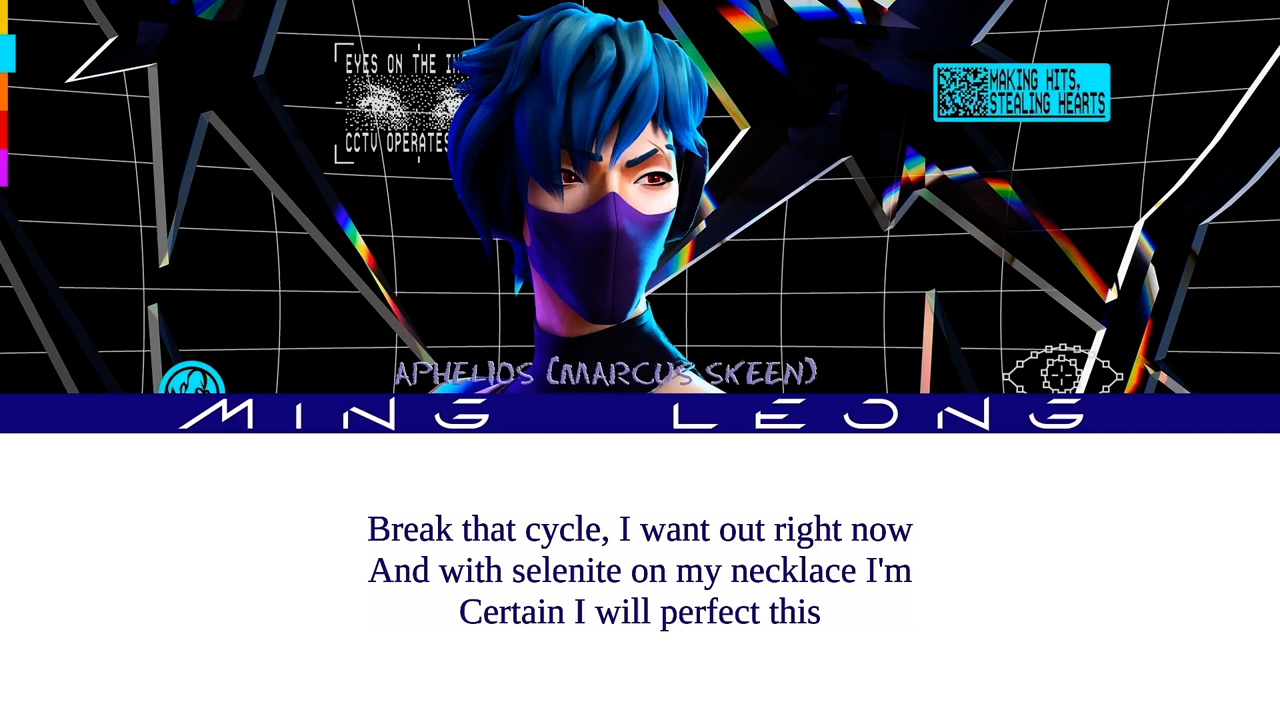 EYES ON THE
CCTV OPERATES
MAKING HITS,
STEALING HEARTS
APHELIOS (MARCUS SKEEN)
MING LEONG
Break that cycle, I want out right now
And with selenite on my necklace I'm
Certain I will perfect this